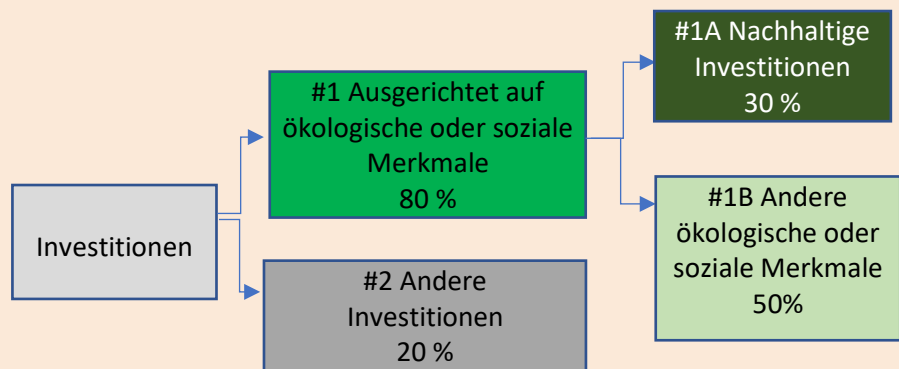 Investitionen
#1 Ausgerichtet auf
ökologische oder soziale
Merkmale
80 %
#2 Andere
Investitionen
20 %
#1A Nachhaltige
Investitionen
30 %
#1B Andere
ökologische oder
soziale Merkmale
50%